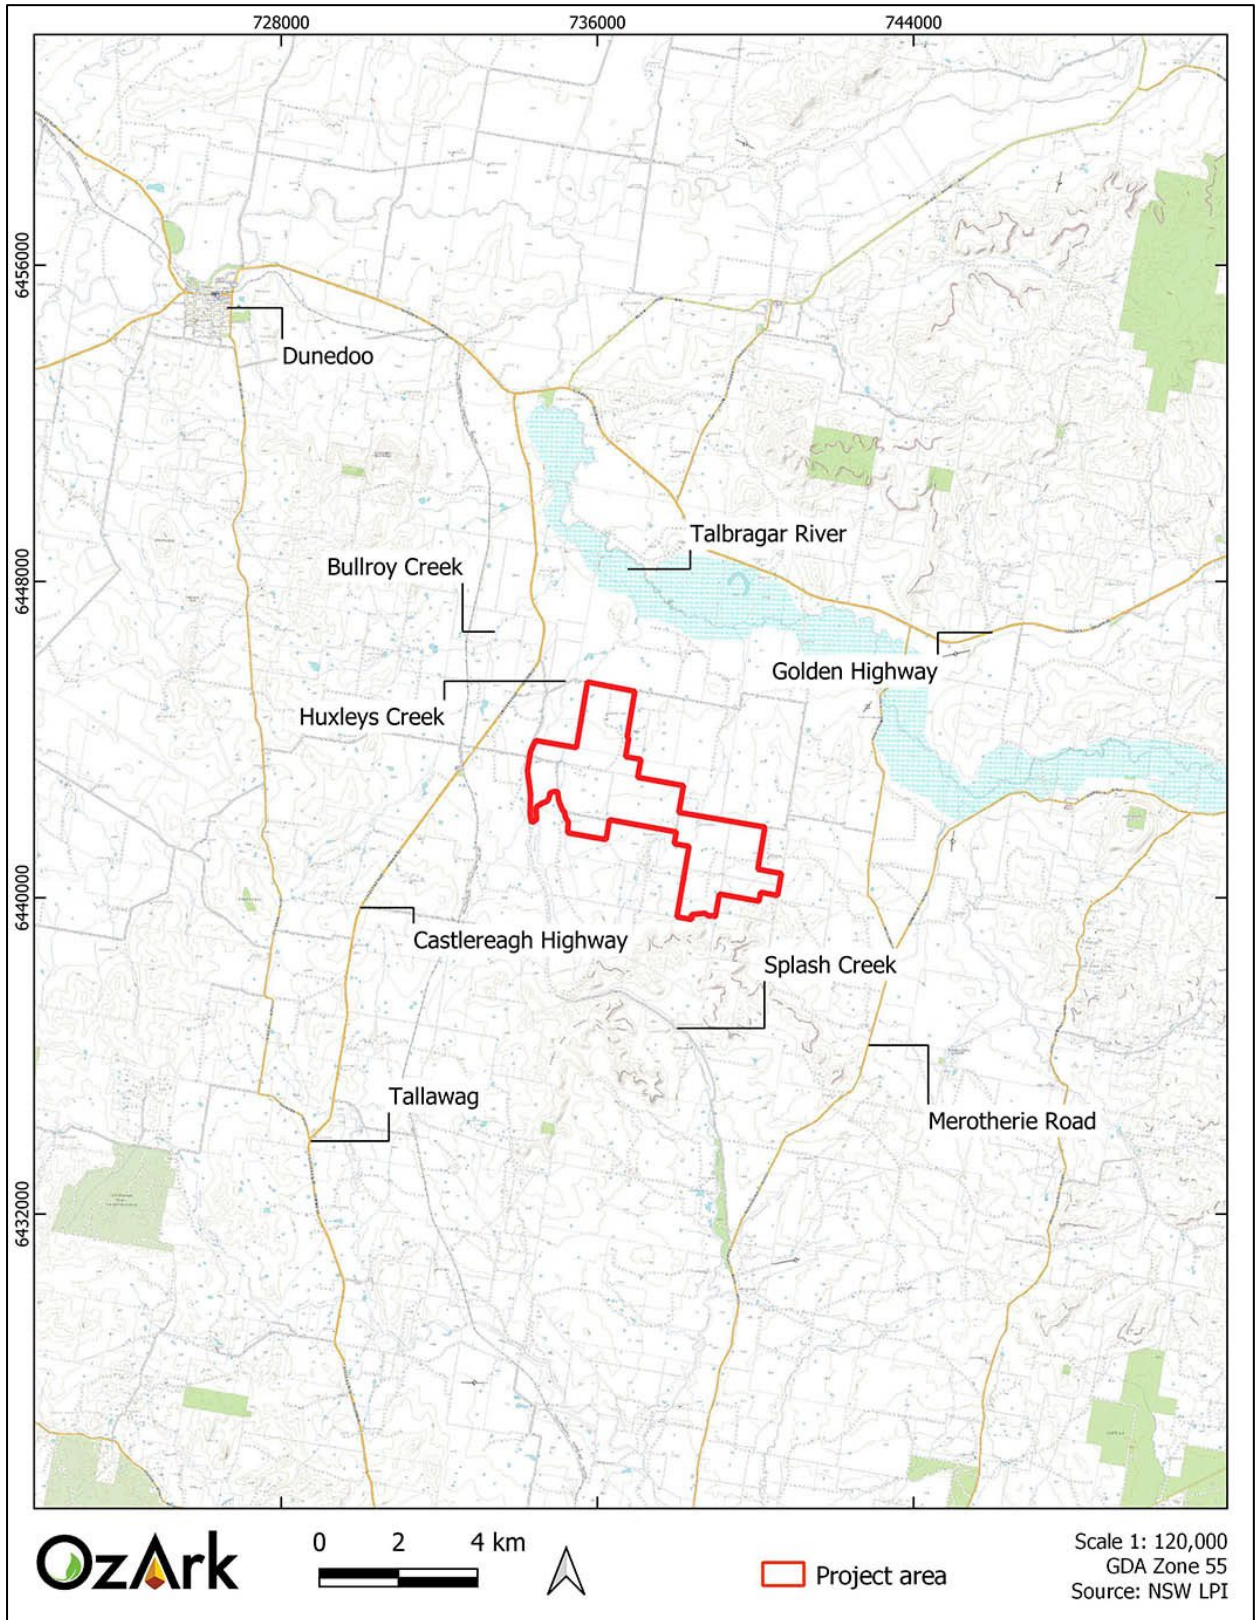 728000 736000 744000
6456000
Dunedoo
Talbragar River
Bullroy Creek
6448000
Golden Highway
Huxleys Creek
6440000
Castlereagh Highway
Splash Creek
Tallawag
Merotherie Road
6432000
OzArk
0 2 4 km
Project area
Scale 1: 120,000
GDA Zone 55
Source: NSW LPI